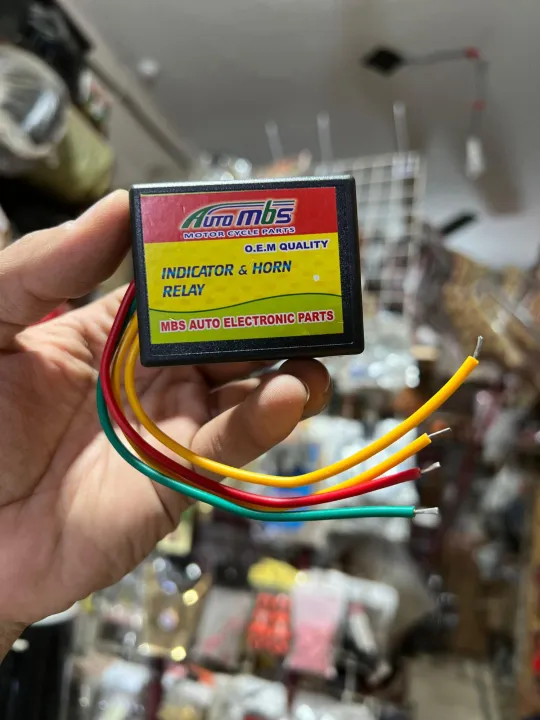 Auto mbs
MOTOR CYCLE PARTS
O.E.M QUALITY
INDICATOR & HORN
RELAY
MBS AUTO ELECTRONIC PARTS